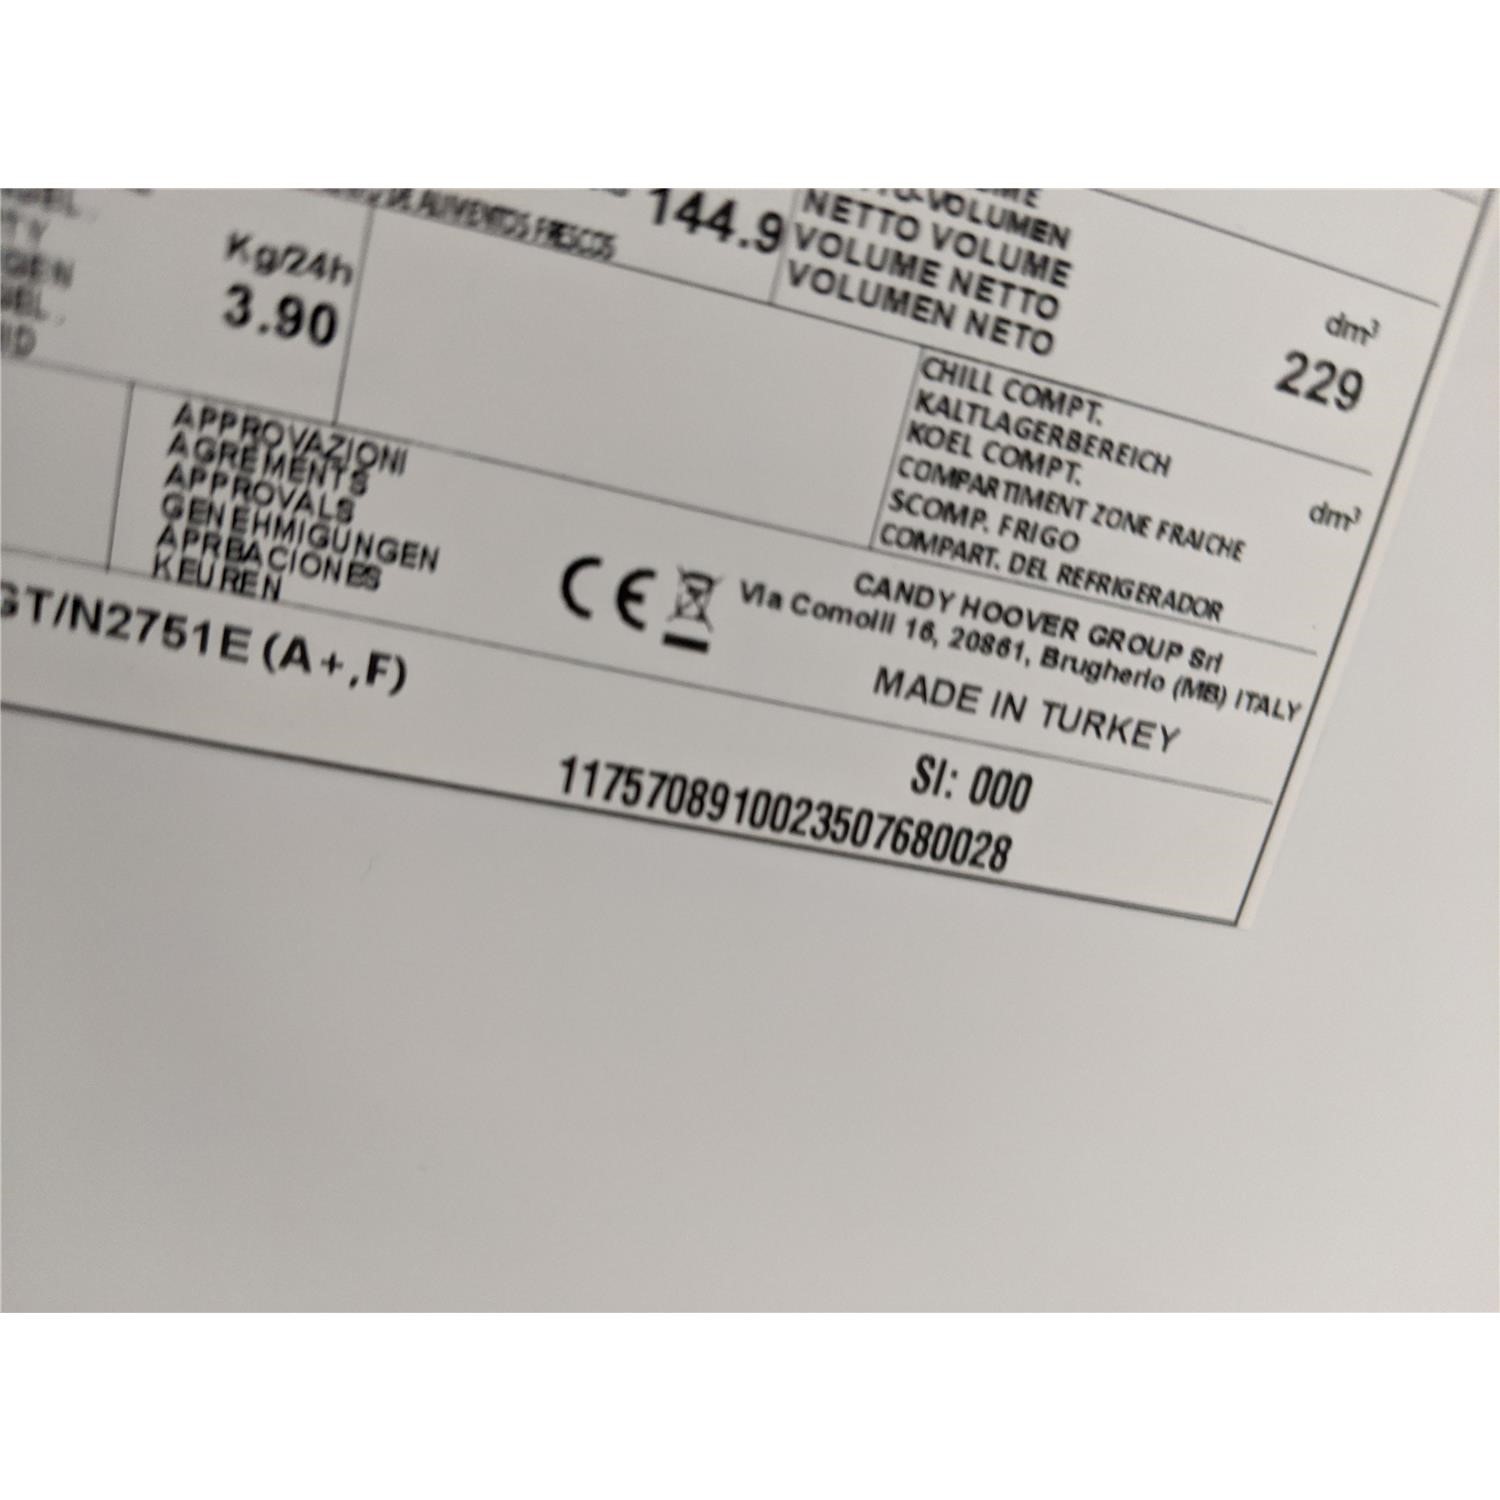 DE ALIMENTOS FRESCOS
144.9
VOLUMEN
NETTO VOLUME
VOLUME NETTO
VOLUMEN NETO
dm³
229
Kg/24h
3.90
CHILL COMPT.
KALTLAGERBEREICH
KOEL COMPT.
COMPARTIMENT ZONE FRAICHE
SCOMP. FRIGO
COMPART. DEL REFRIGERADOR
dm³
APPROVAZIONI
AGREMENTS
APPROVALS
GENEHMIGUNGEN
APRBACIONES
KEUREN
CE
CANDY HOOVER GROUP Srl
Via Comolli 16, 20861, Brugherio (MB) ITALY
MADE IN TURKEY
GT/N2751E (A+,F)
SI: 000
1175708910023507680028